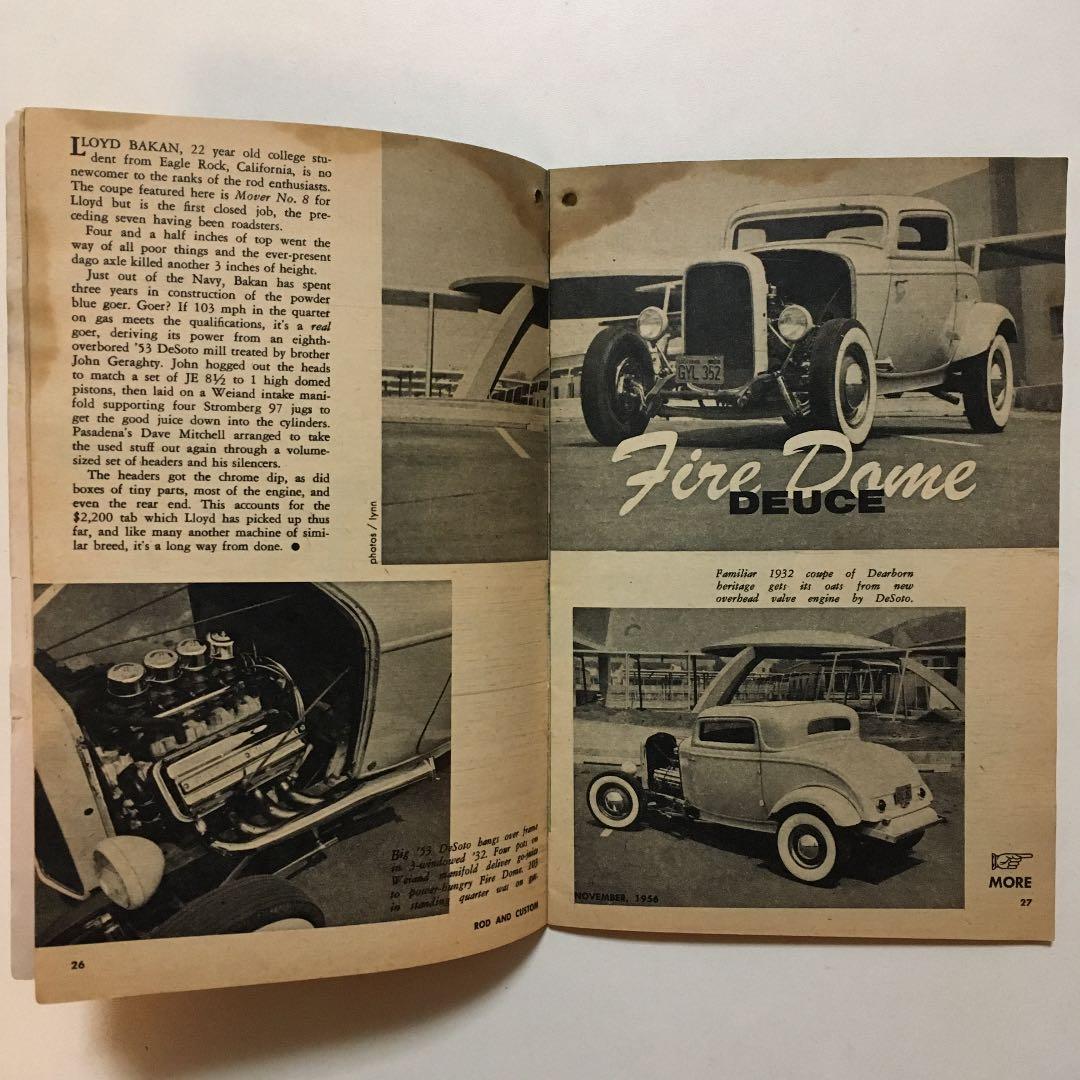 LLOYD BAKAN, 22 year old college stu-
dent from Eagle Rock, California, is no
newcomer to the ranks of the rod enthusiasts.
The coupe featured here is Mover No. 8 for
Lloyd but is the first closed job, the pre-
ceding seven having been roadsters.
Four and a half inches of top went the
way of all poor things and the ever-present
dago axle killed another 3 inches of height.
Just out of the Navy, Bakan has spent
three years in construction of the powder
blue goer. Goer? If 103 mph in the quarter
on gas meets the qualifications, it's a real
goer, deriving its power from an eighth-
overbored '53 DeSoto mill treated by brother
John Geraghty. John hogged out the heads
to match a set of JE 8½ to 1 high domed
pistons, then laid on a Weiand intake mani-
fold supporting four Stromberg 97 jugs to
get the good juice down into the cylinders.
Pasadena's Dave Mitchell arranged to take
the used stuff out again through a volume-
sized set of headers and his silencers.
The headers got the chrome dip, as did
boxes of tiny parts, most of the engine, and
even the rear end. This accounts for the
$2,200 tab which Lloyd has picked up thus
far, and like many another machine of simi-
lar breed, it's a long way from done. ●
photos / lynn
Big '53 DeSoto hangs over frame
in 3-windowed '32. Four pots on
Weiand manifold deliver go-juice
to power-hungry Fire Dome. 103
in standing quarter was on gas.
ROD AND CUSTOM
26
GYL 352
Fire Dome
DEUCE
Familiar 1932 coupe of Dearborn
heritage gets its oats from new
overhead valve engine by DeSoto.
NOVEMBER, 1956
MORE
27